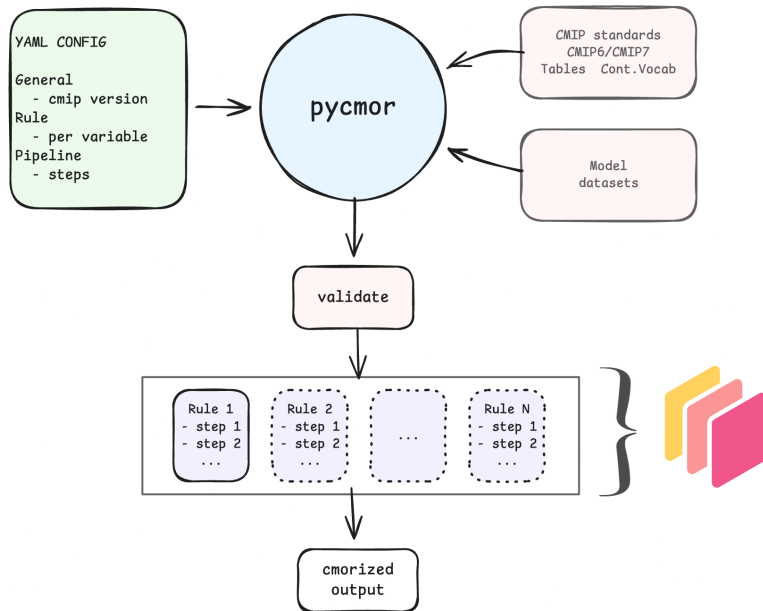 YAML CONFIG
General
- cmip version
Rule
- per variable
Pipeline
- steps
pycmor
CMIP standards
CMIP6/CMIP7
Tables Cont.Vocab
Model
datasets
validate
Rule 1
- step 1
- step 2
...
Rule 2
- step 1
- step 2
...
...
Rule N
- step 1
- step 2
...
cmorized
output